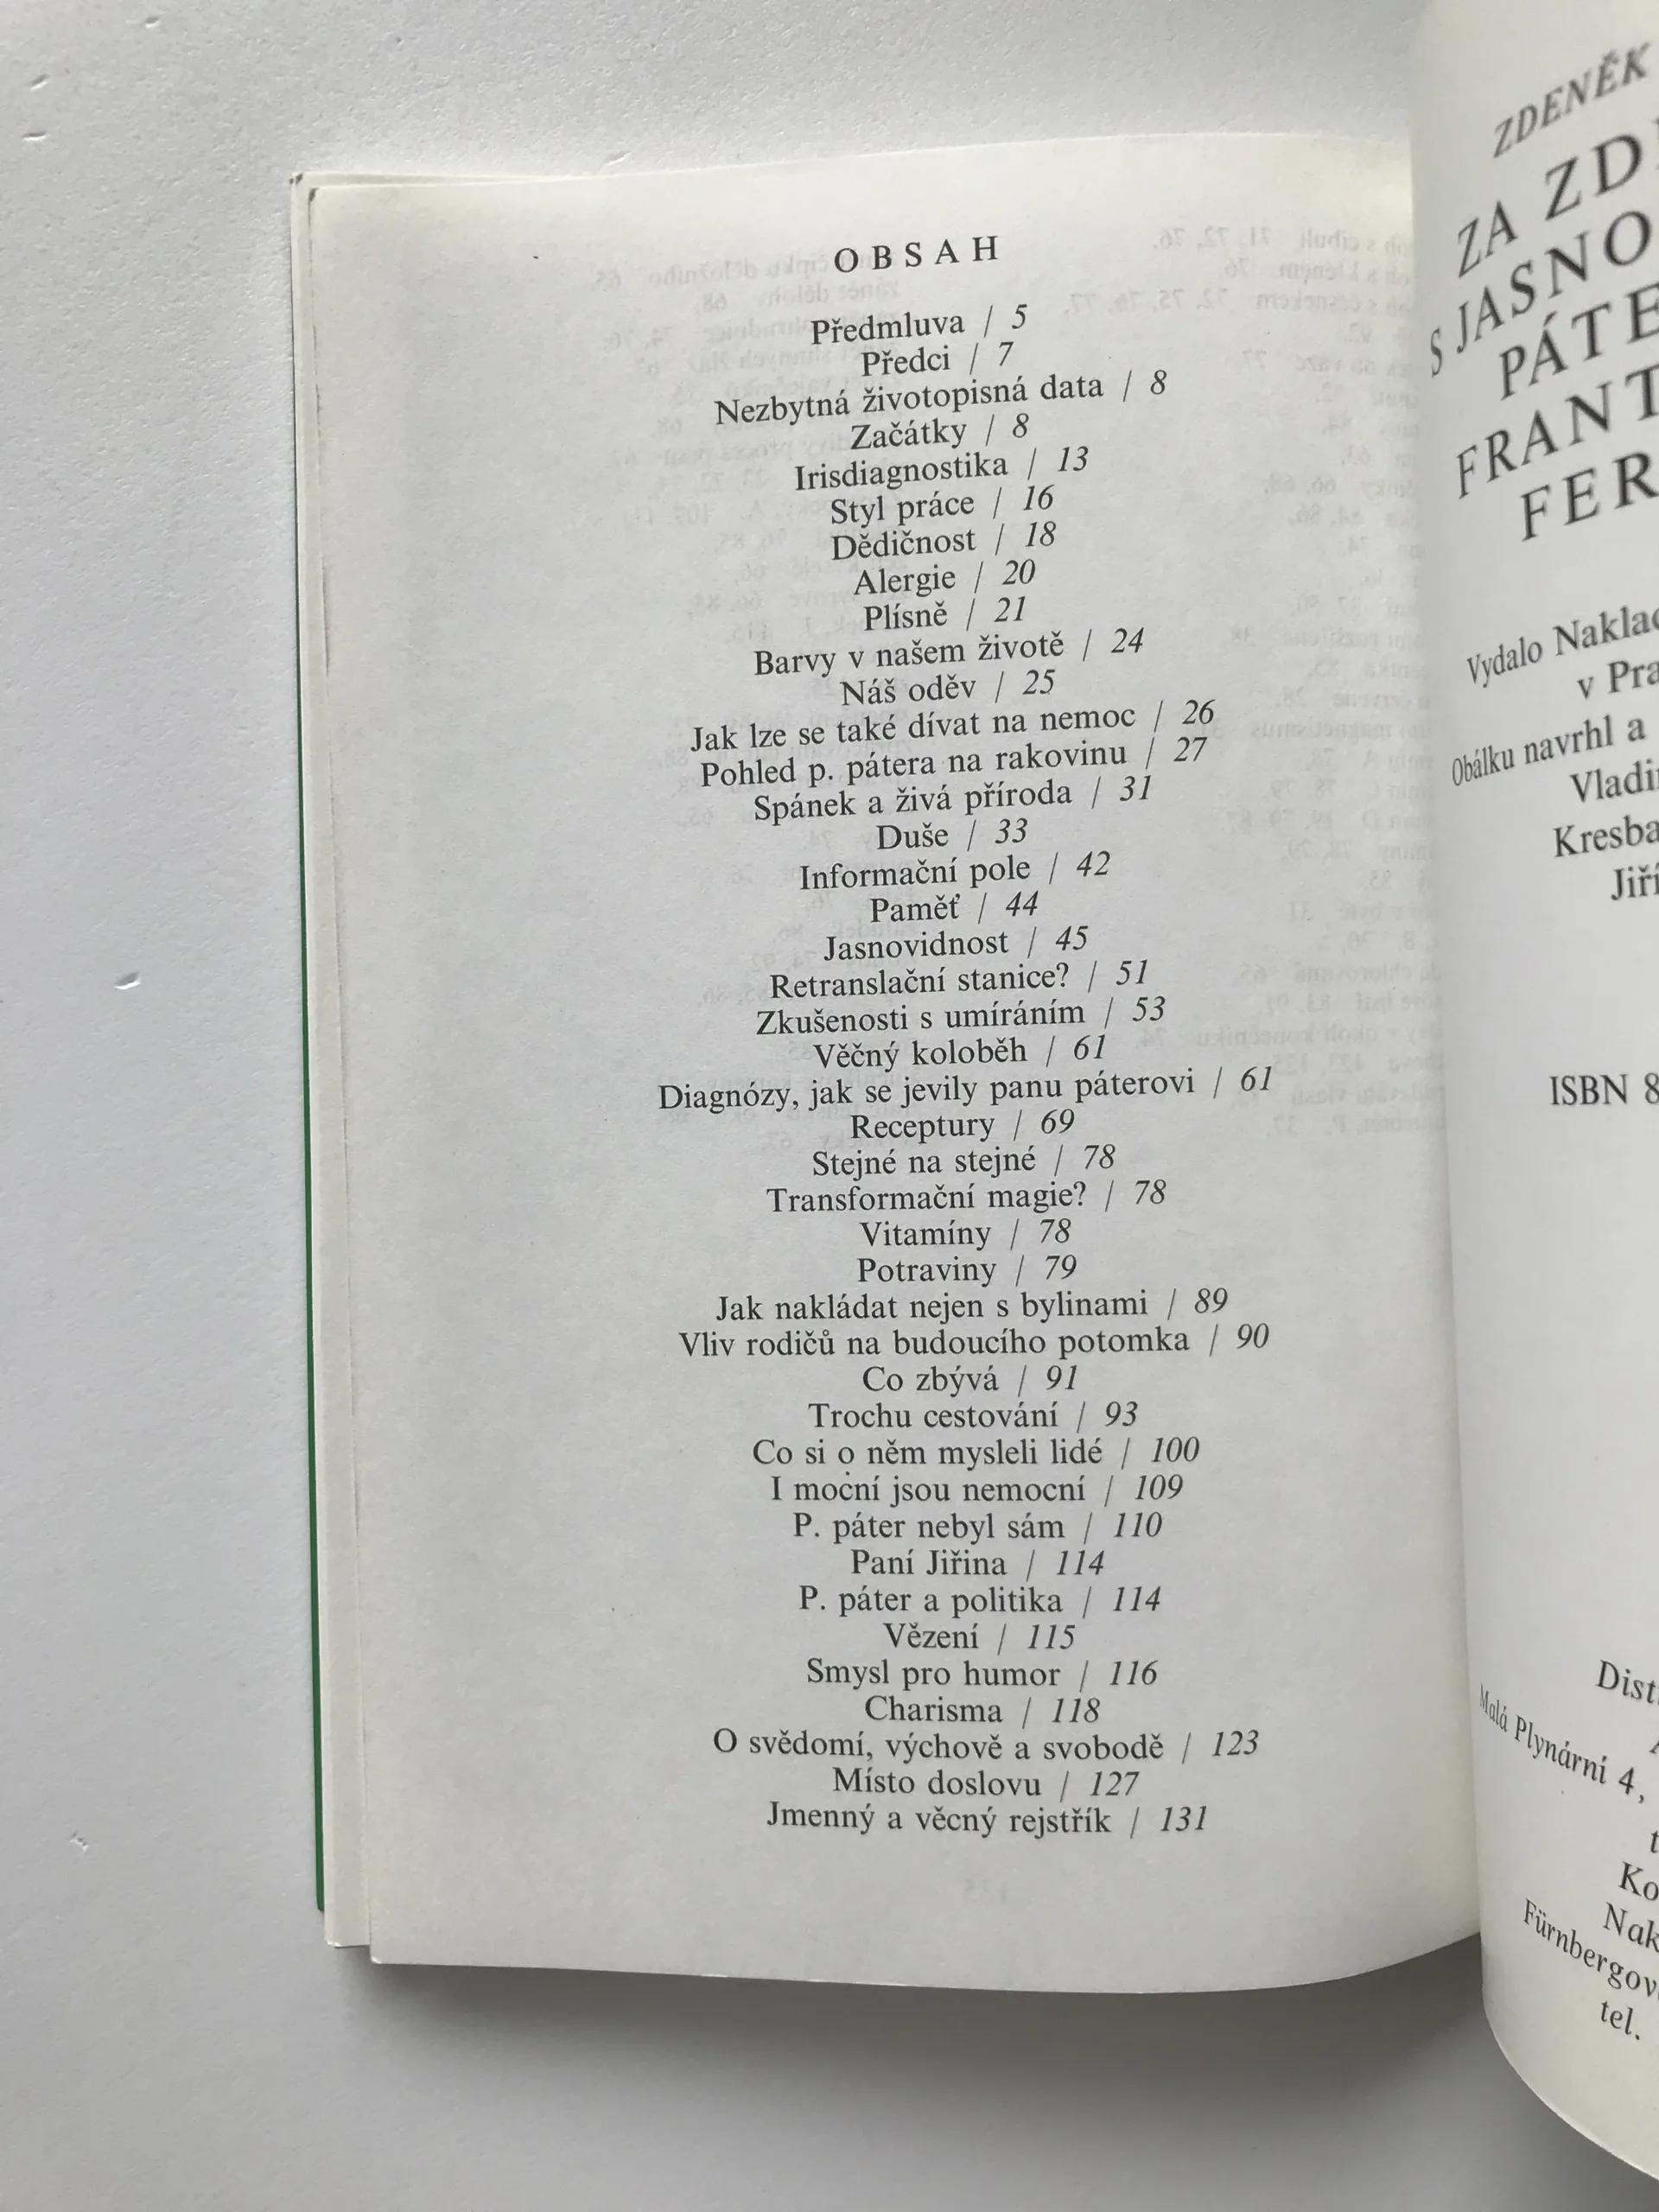 OBSAH
Předmluva / 5
Předci / 7
Nezbytná životopisná data / 8
Začátky / 8
Irisdiagnostika / 13
Styl práce / 16
Dědičnost / 18
Alergie / 20
Plísně / 21
Barvy v našem životě / 24
Náš oděv / 25
Jak lze se také dívat na nemoc / 26
Pohled p. pátera na rakovinu / 27
Spánek a živá příroda / 31
Duše / 33
Informační pole / 42
Paměť / 44
Jasnovidnost / 45
Retranslační stanice? / 51
Zkušenosti s umíráním / 53
Věčný koloběh / 61
Diagnózy, jak se jevily panu páterovi / 61
Receptury / 69
Stejné na stejné / 78
Transformační magie? / 78
Vitamíny / 78
Potraviny / 79
Jak nakládat nejen s bylinami / 89
Vliv rodičů na budoucího potomka / 90
Co zbývá / 91
Trochu cestování / 93
Co si o něm mysleli lidé / 100
I mocní jsou nemocní / 109
P. páter nebyl sám / 110
Paní Jiřina / 114
P. páter a politika / 114
Vězení / 115
Smysl pro humor / 116
Charisma / 118
O svědomí, výchově a svobodě / 123
Místo doslovu / 127
Jmenný a věcný rejstřík / 131
ZDENĚK
ZA ZD
S JASNO
PÁTE
FRANT
FER
Vydalo Naklad
v Pra
Obálku navrhl a
Vladi
Kresba
Jiří
ISBN 8
Dist
Malá Plynární 4,
Ko
Nak
Fürnbergov
tel.